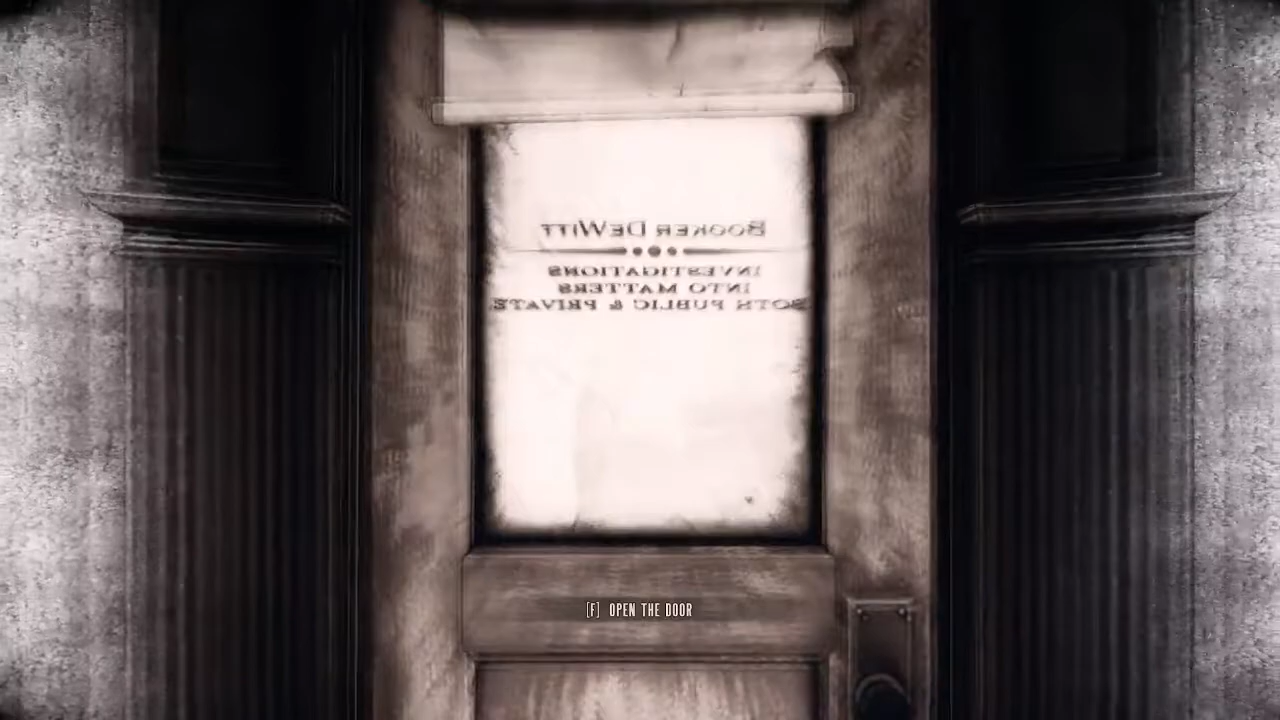 BOOKER DEWITT
INVESTIGATIONS
INTO MATTERS
BOTH PUBLIC & PRIVATE
[F] OPEN THE DOOR